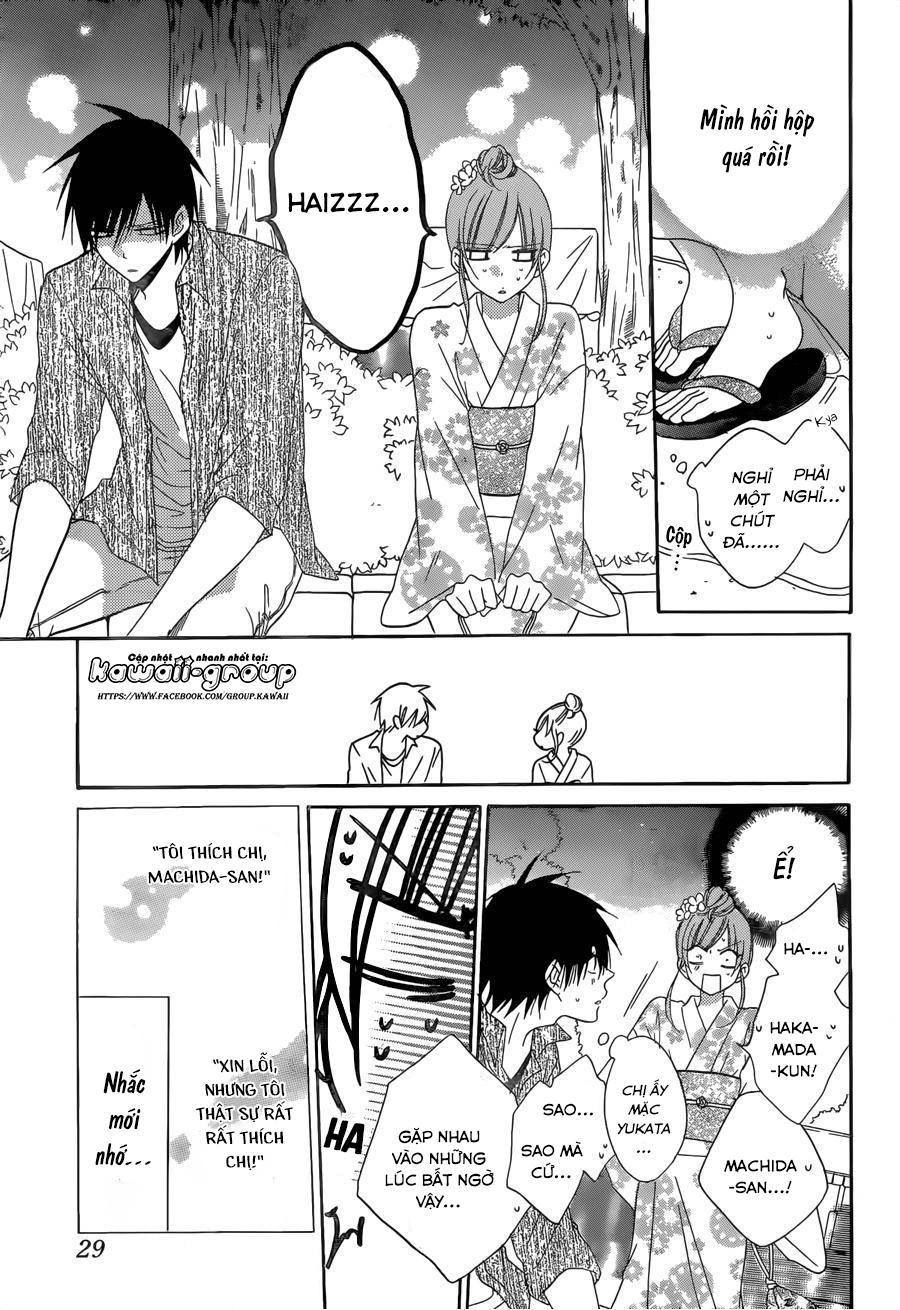 Mình hồi hộp
quá rồi!
Kya
PHẢI
NGHỈ...
NGHỈ
MỘT
CHÚT
ĐÃ......
Cộp
HAIZZZ...
Cập nhật nhanh nhất tại:
kawaii-group
HTTPS://WWW.FACEBOOK.COM/GROUP.KAWAII
Ể!
HA-...
HAKA-
MADA
-KUN!
MACHIDA
-SAN...!
CHỊ ẤY
MẶC
YUKATA
...
SAO...
SAO MÀ
CỨ...
GẶP NHAU
VÀO NHỮNG
LÚC BẤT NGỜ
VẬY...
HA
"TÔI THÍCH CHỊ,
MACHIDA-SAN!"
"XIN LỖI,
NHƯNG TÔI
THẬT SỰ RẤT
RẤT THÍCH
CHỊ!"
Nhắc
mới
nhớ...
29